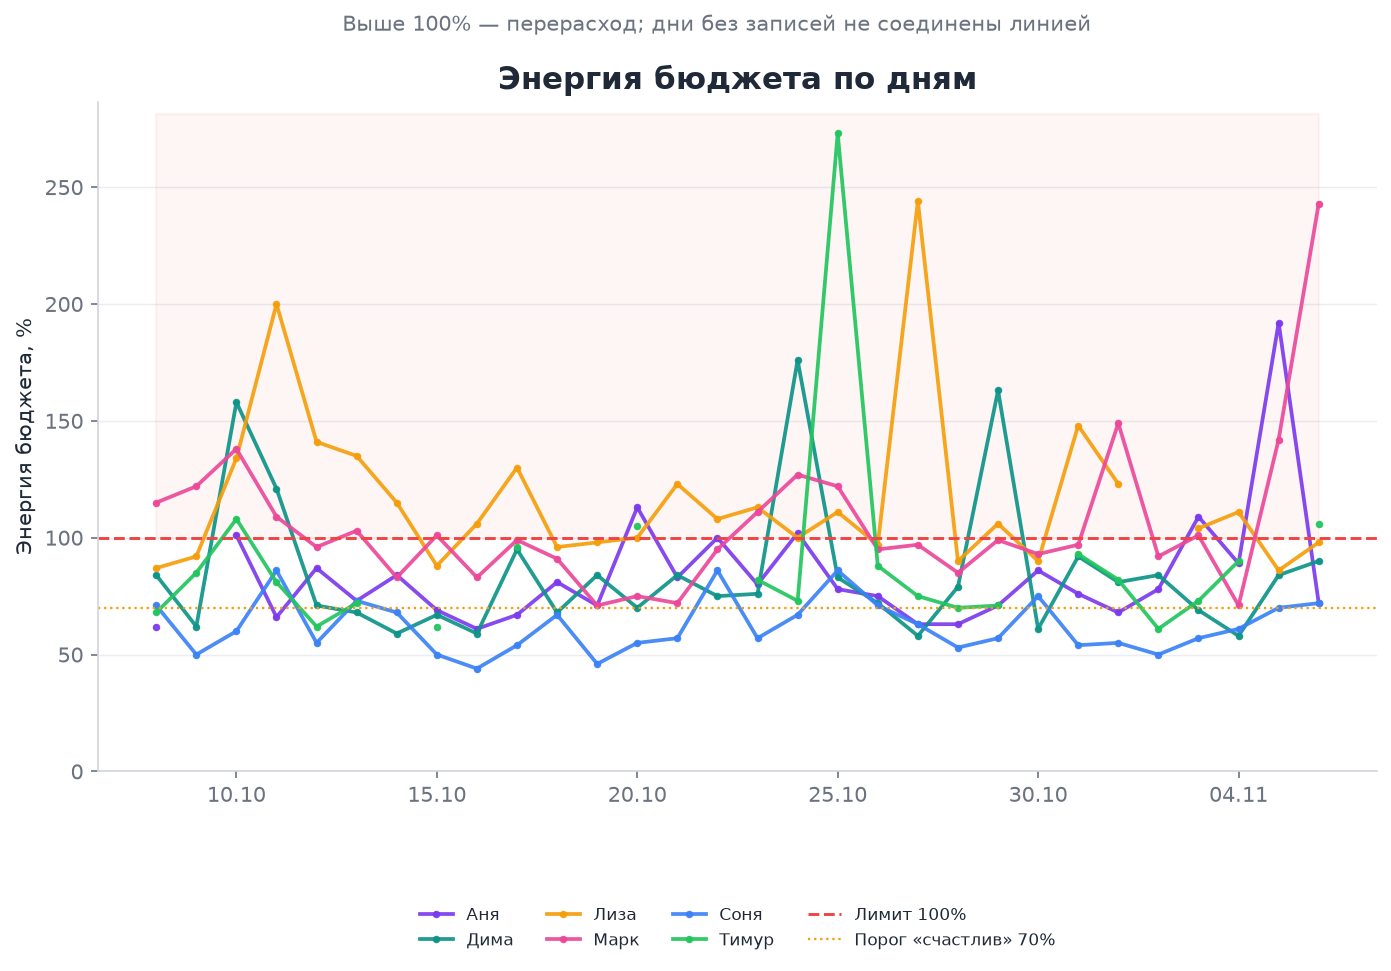 Выше 100% — перерасход; дни без записей не соединены линией
Энергия бюджета по дням
Энергия бюджета, %
250
200
150
100
50
0
10.10
15.10
20.10
25.10
30.10
04.11
Аня
Лиза
Соня
Лимит 100%
Дима
Марк
Тимур
Порог «счастлив» 70%